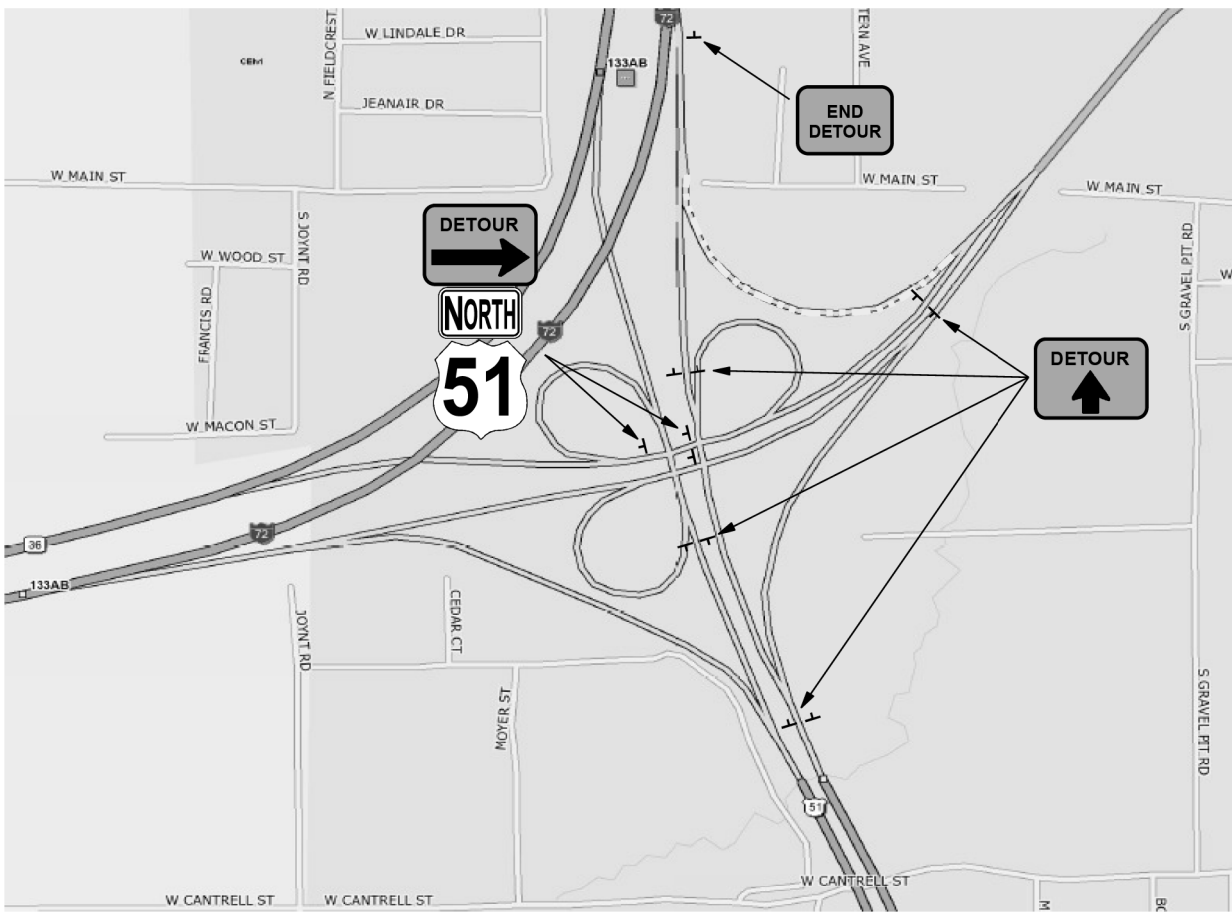 72
W LINDALE DR
N FIELDCREST
133AB
TERN AVE
JEANAIR DR
END
DETOUR
W MAIN ST
W MAIN ST
W MAIN ST
S JOYNT RD
DETOUR
W WOOD ST
NORTH
51
72
FRANCIS RD
S GRAVEL PIT RD
W
DETOUR
W MACON ST
36
72
133AB
JOYNT RD
CEDAR CT
MOYER ST
S GRAVEL PIT RD
51
W CANTRELL ST
W CANTRELL ST
W CANTRELL ST
M
BO